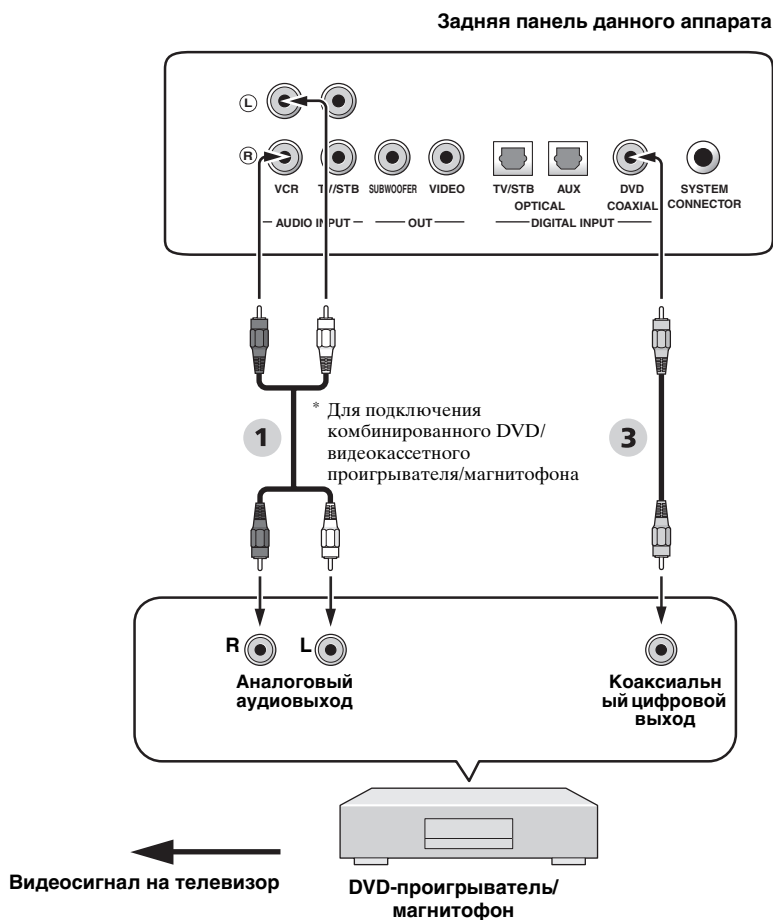 Задняя панель данного аппарата
L
R
VCR TV/STB SUBWOOFER VIDEO TV/STB AUX DVD SYSTEM
OPTICAL COAXIAL CONNECTOR
AUDIO INPUT OUT DIGITAL INPUT
* Для подключения
комбинированного DVD/
видеокассетного
проигрывателя/магнитофона
1
3
R L
Аналоговый
аудиовыход
Коаксиальн
ый цифровой
выход
Видеосигнал на телевизор
DVD-проигрыватель/
магнитофон